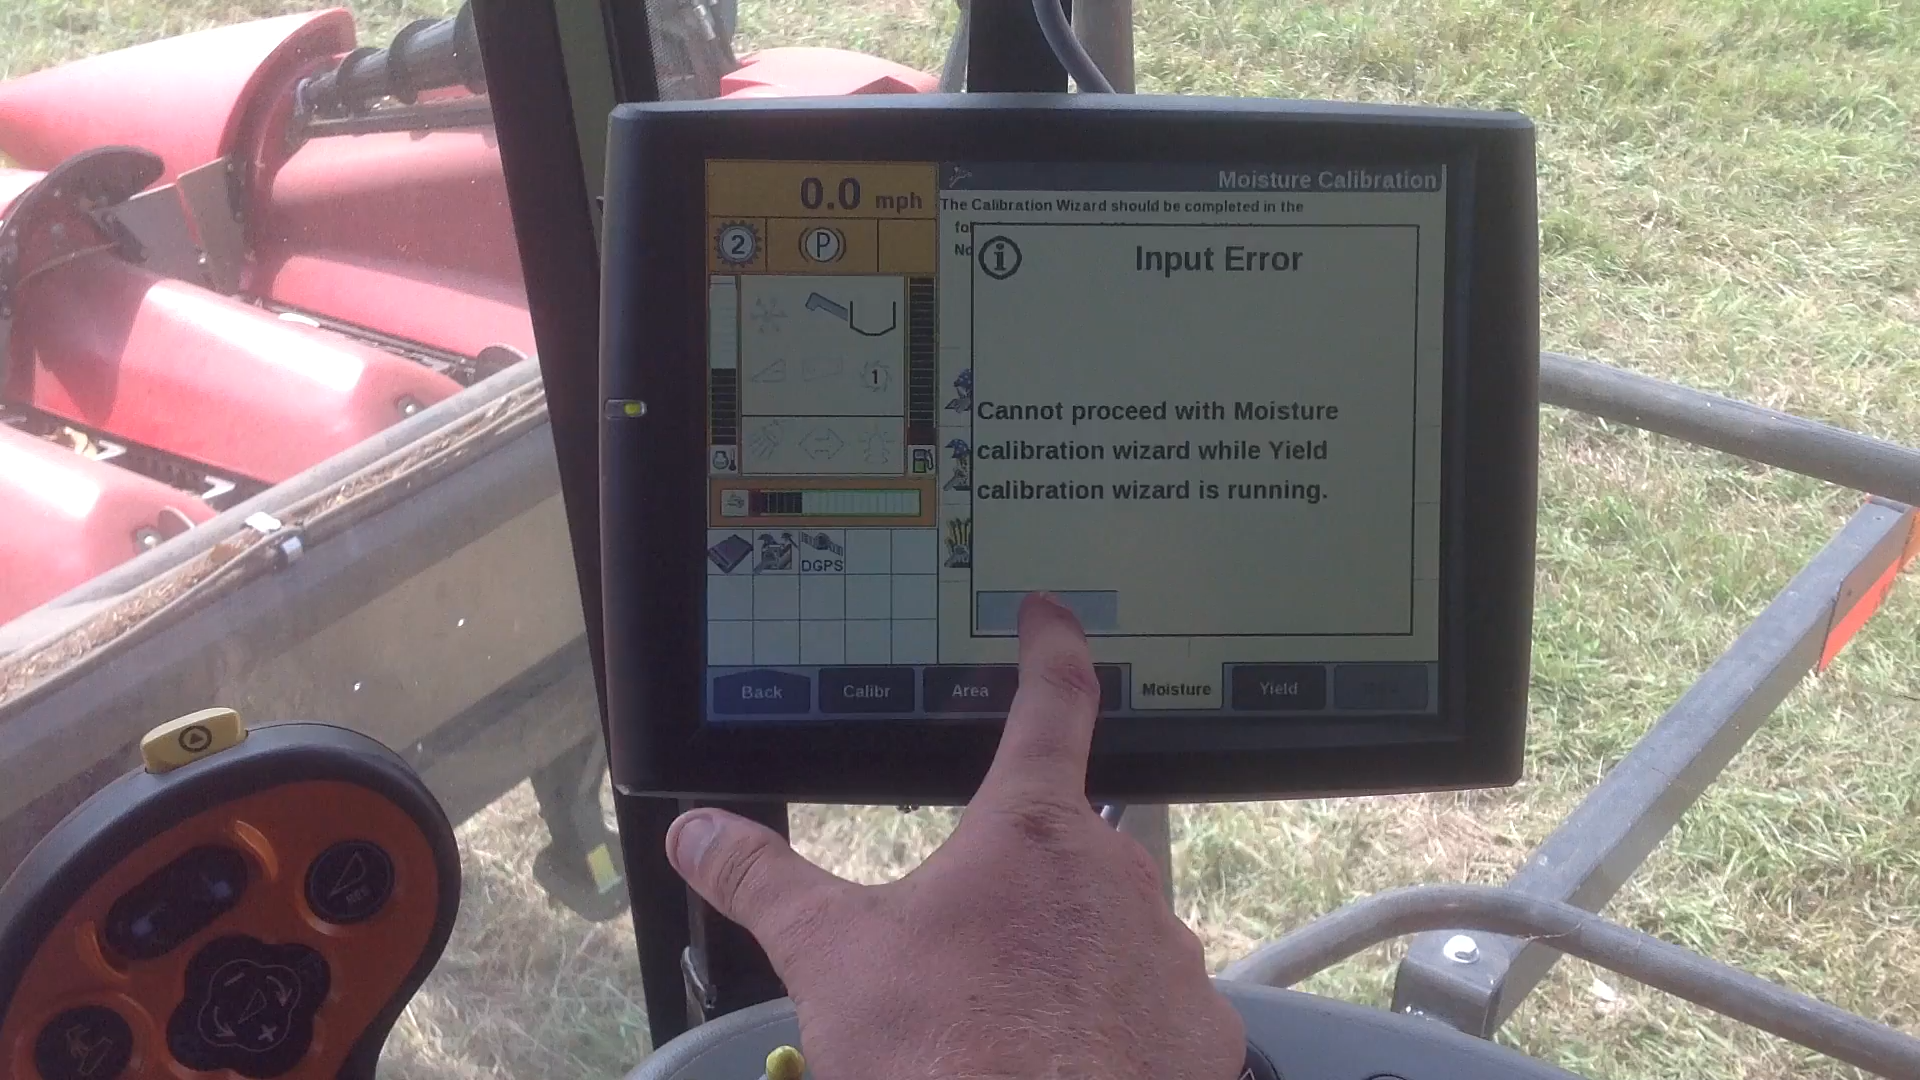 0.0 mph
Moisture Calibration
The Calibration Wizard should be completed in the
2
P
Input Error
1
Cannot proceed with Moisture
calibration wizard while Yield
calibration wizard is running.
DGPS
Back
Calibr
Area
Moisture
Yield